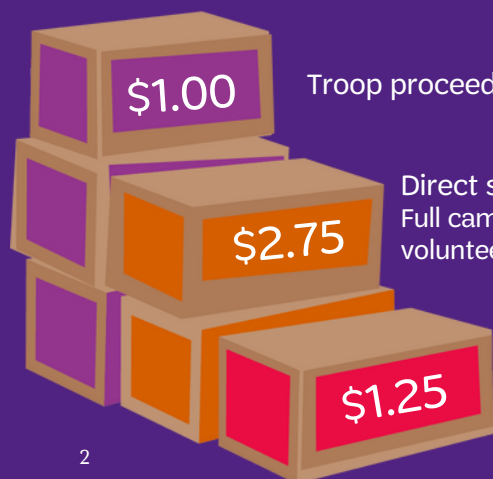 $1.00
Troop proceed
Direct s
Full cam
voluntee
$2.75
$1.25
2